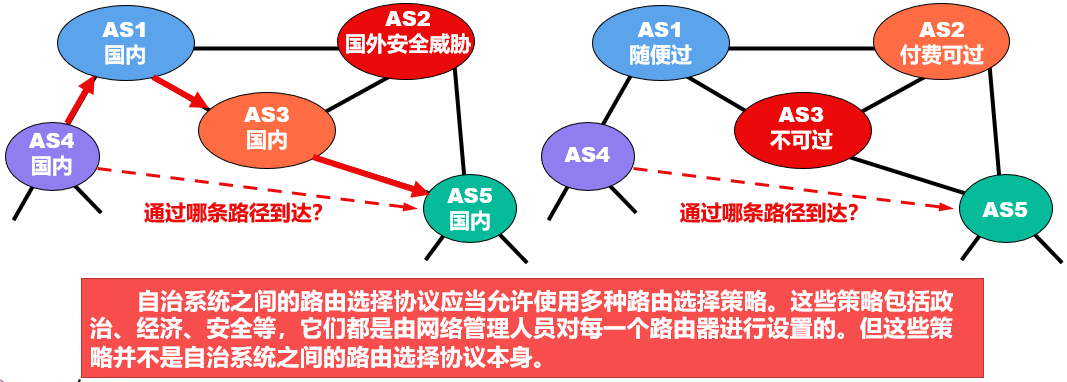 AS1
国内
AS2
国外安全威胁
AS3
国内
AS4
国内
AS5
国内
通过哪条路径到达?
AS1
随便过
AS2
付费可过
AS3
不可过
AS4
AS5
通过哪条路径到达?
自治系统之间的路由选择协议应当允许使用多种路由选择策略。这些策略包括政
治、经济、安全等，它们都是由网络管理人员对每一个路由器进行设置的。但这些策
略并不是自治系统之间的路由选择协议本身。